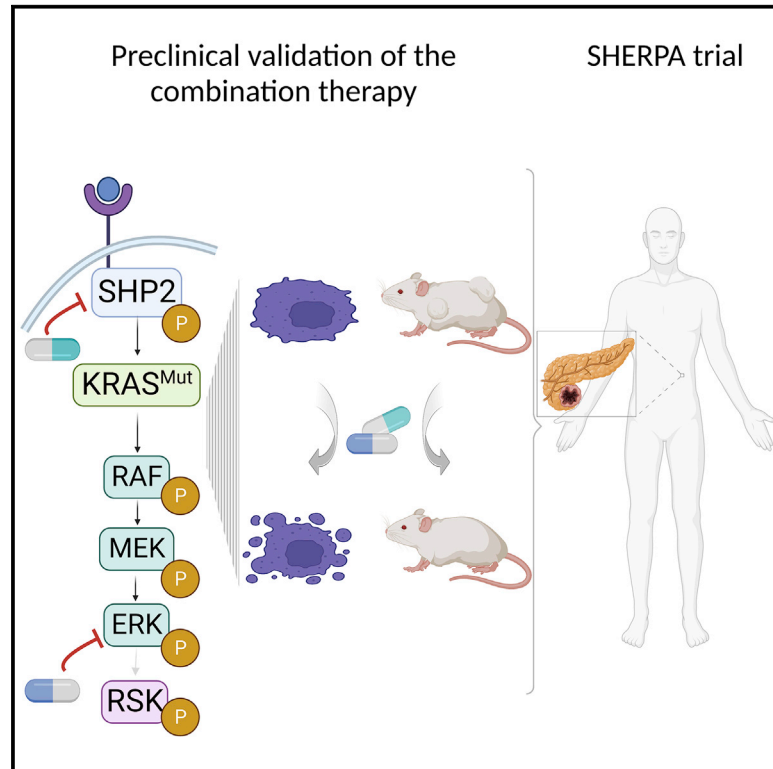 Preclinical validation of the
combination therapy
SHERPA trial
SHP2
P
KRASMut
RAF
P
MEK
P
ERK
P
RSK
P